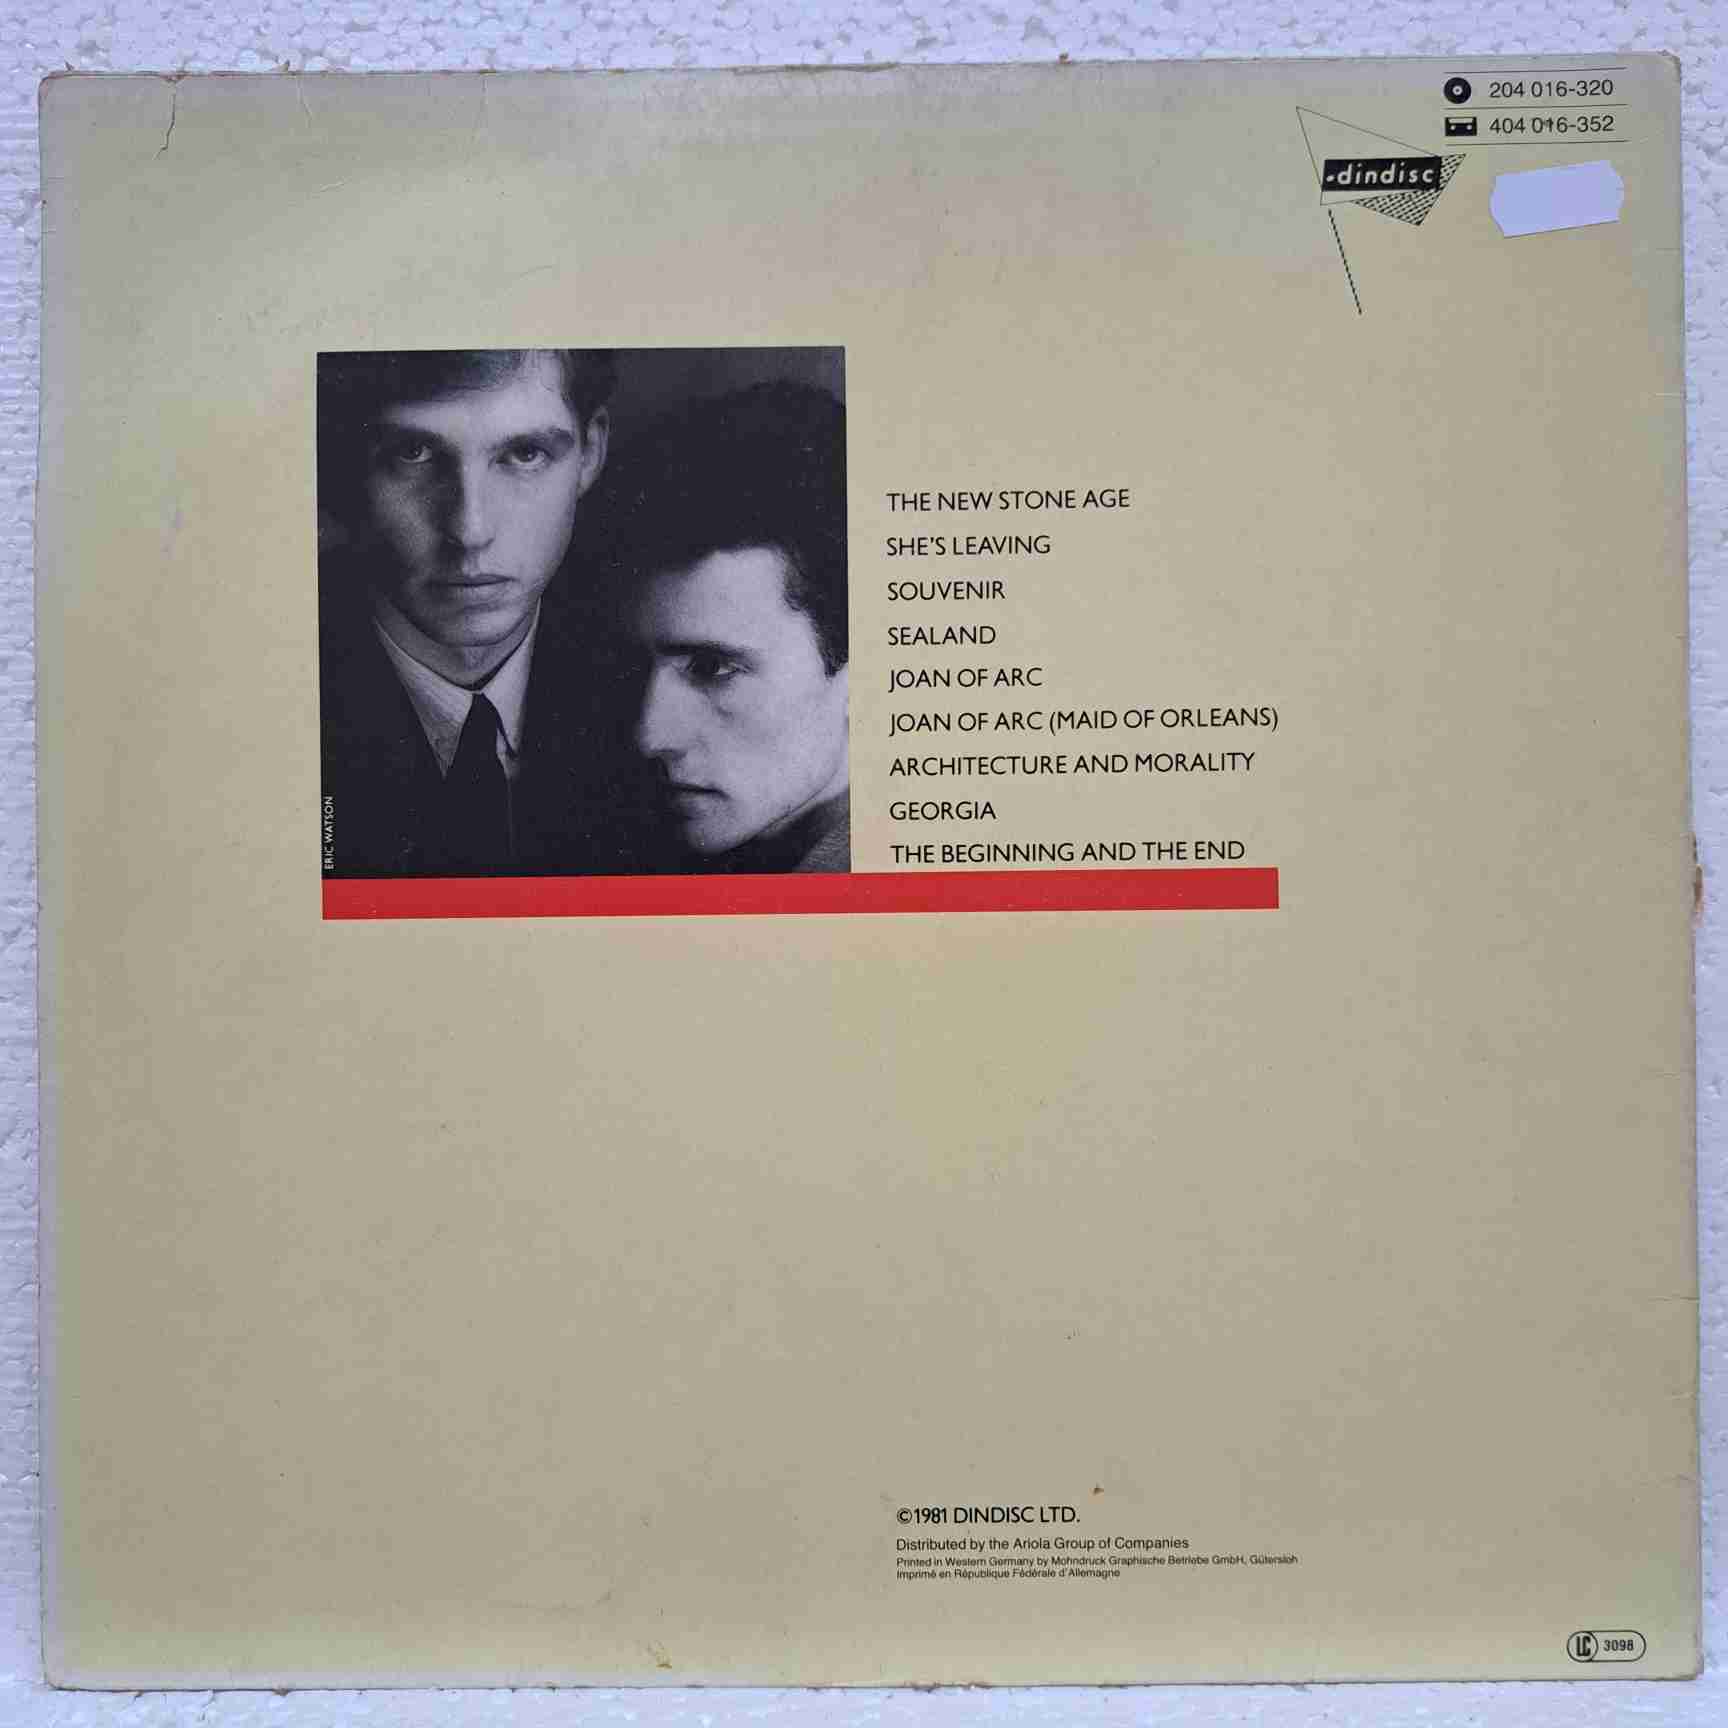 204 016-320
404 016-352
dindisc
THE NEW STONE AGE
SHE'S LEAVING
SOUVENIR
SEALAND
JOAN OF ARC
JOAN OF ARC (MAID OF ORLEANS)
ARCHITECTURE AND MORALITY
GEORGIA
THE BEGINNING AND THE END
ERIC WATSON
©1981 DINDISC LTD.
Distributed by the Ariola Group of Companies
Printed in Western Germany by Mohndruck Graphische Betriebe GmbH, Gütersloh
Imprimé en République Fédérale d'Allemagne
LC 3098